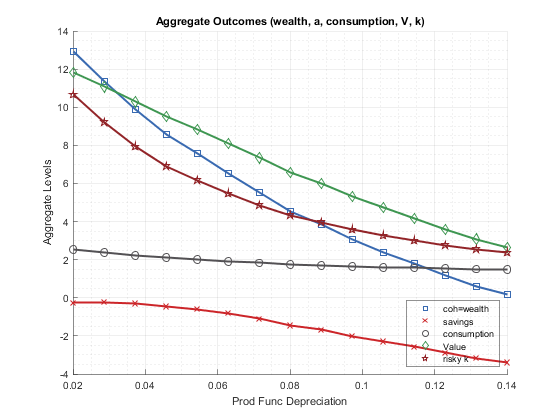 Aggregate Outcomes (wealth, a, consumption, V, k)
14
12
10
8
6
4
2
0
-2
-4
Aggregate Levels
0.02
0.04
0.06
0.08
0.1
0.12
0.14
Prod Func Depreciation
coh=wealth
savings
consumption
Value
risky k